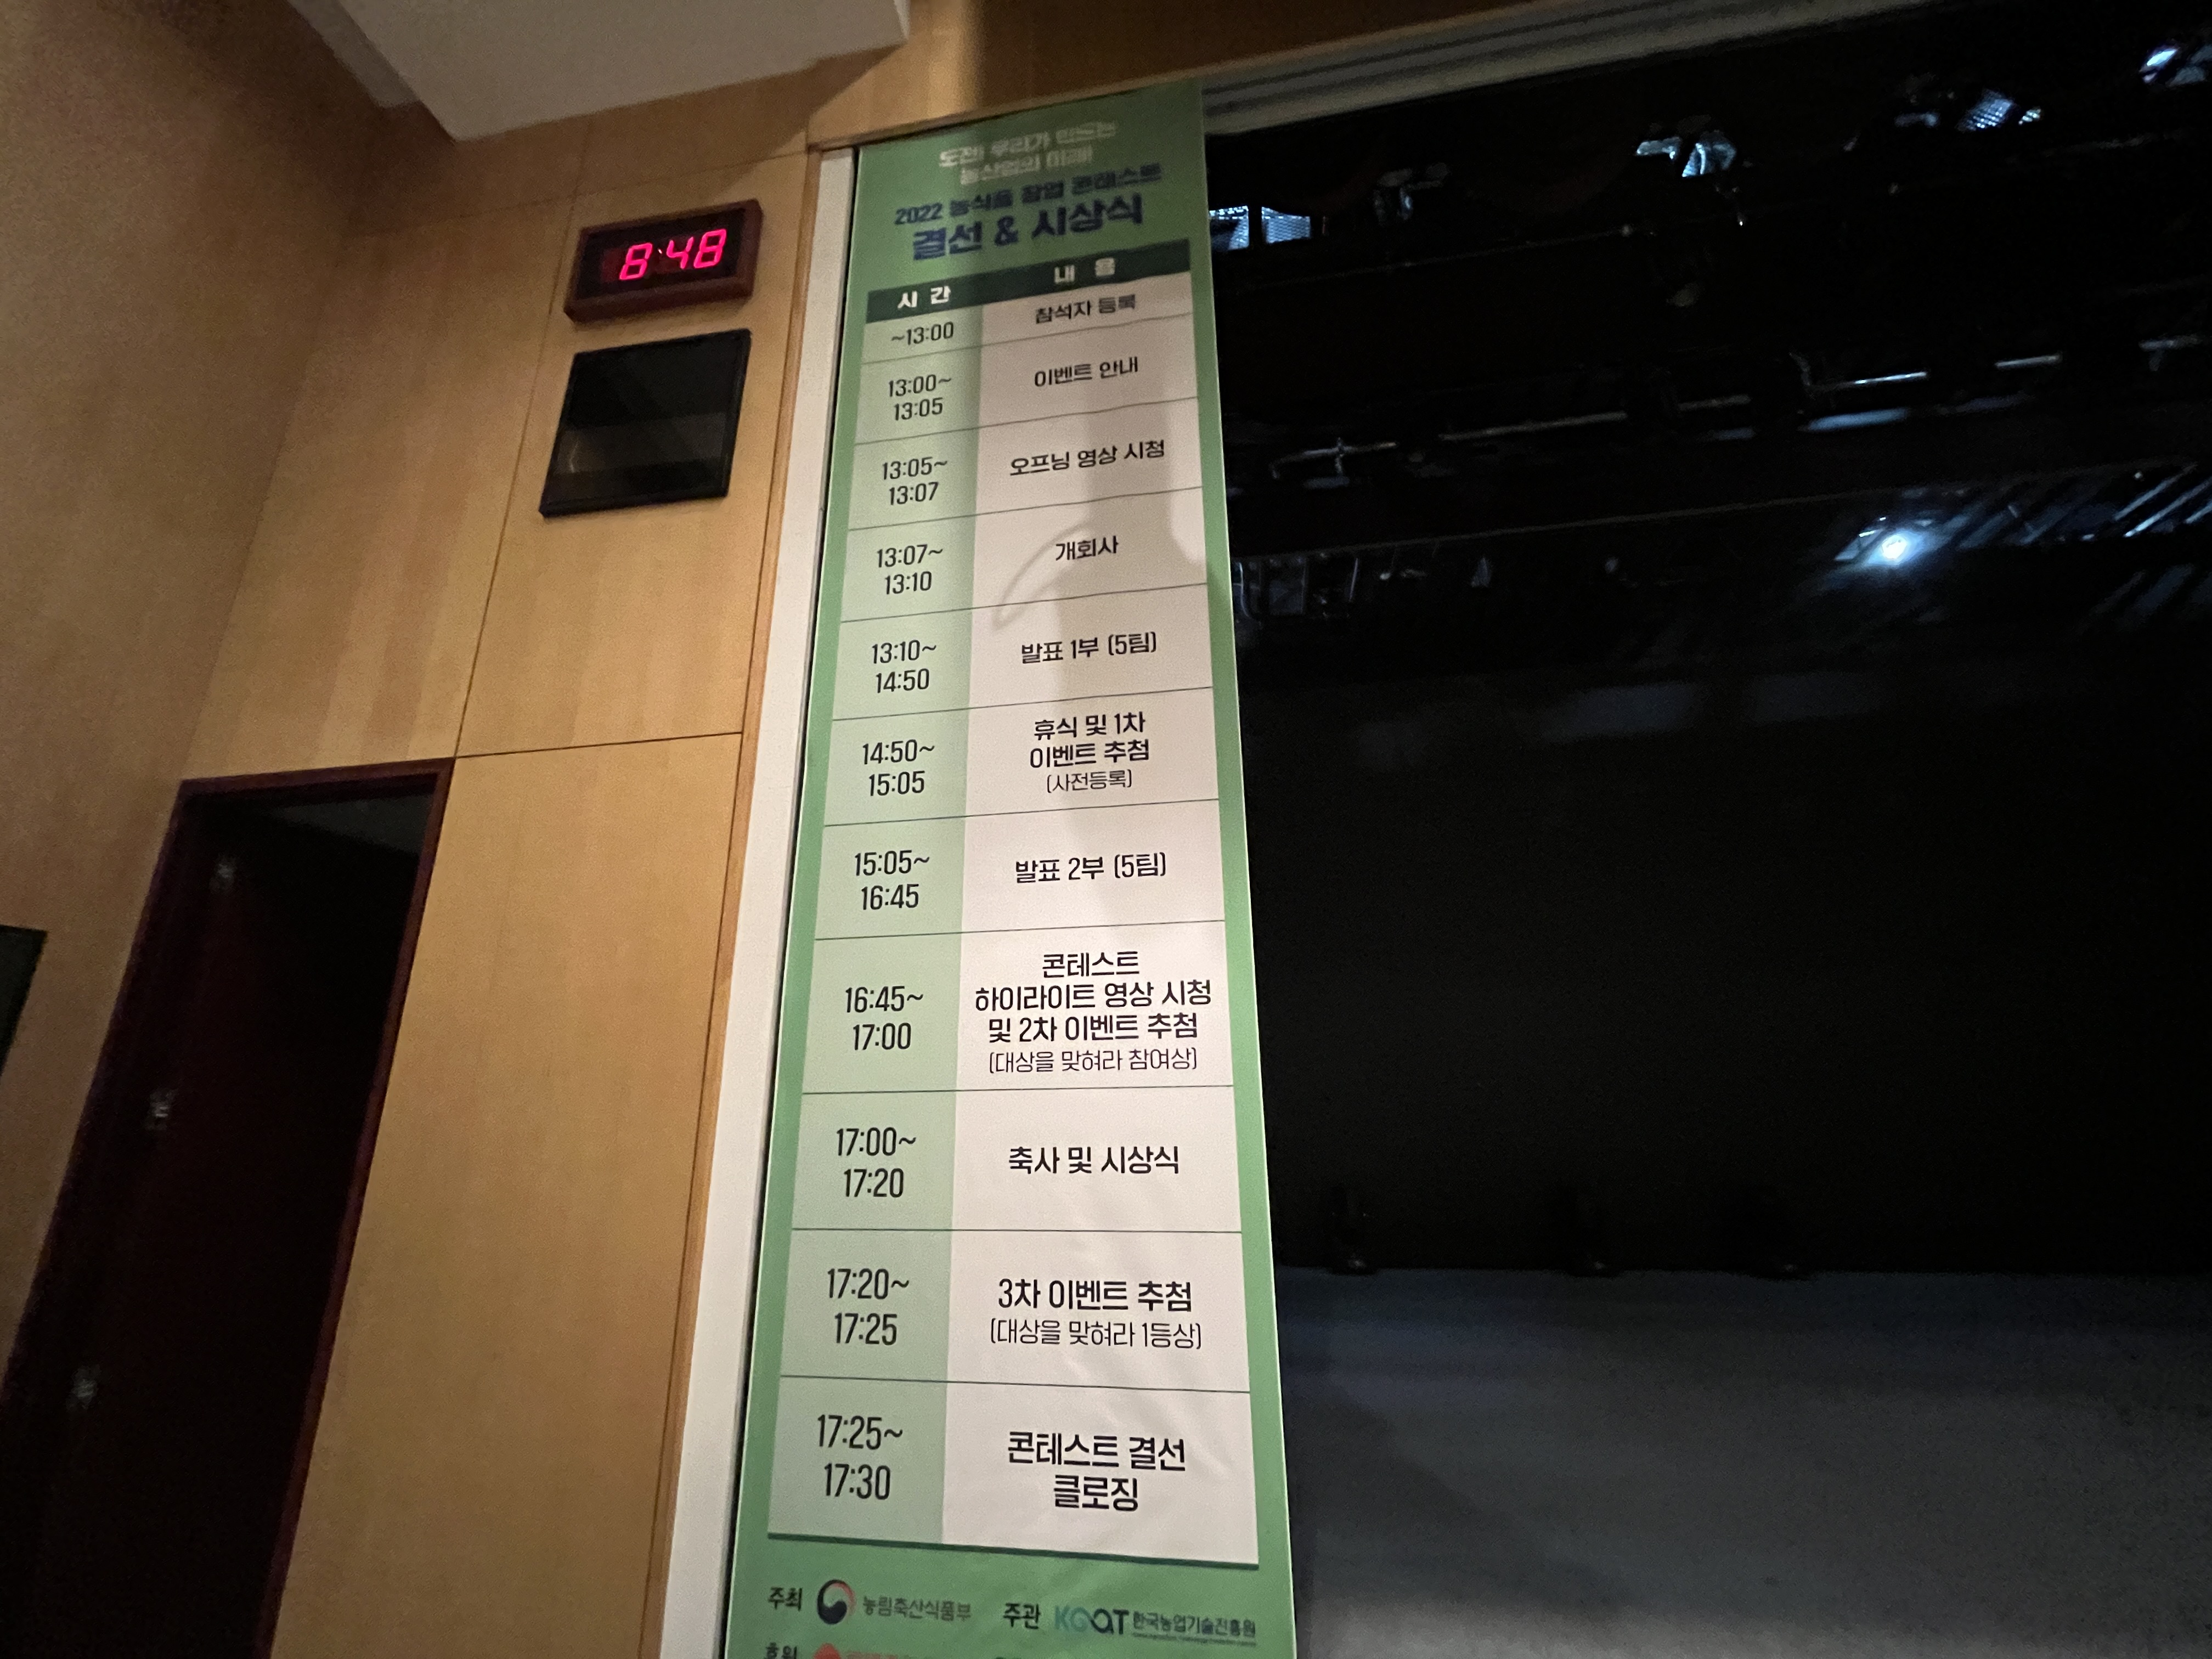 8:48
도전! 우리가 만드는
농산업의 미래!
2022 농식품 창업 콘테스트
결선 & 시상식
시 간 내 용
~13:00 참석자 등록
13:00~
13:05
이벤트 안내
13:05~
13:07
오프닝 영상 시청
13:07~
13:10
개회사
13:10~
14:50
발표 1부 (5팀)
14:50~
15:05
휴식 및 1차
이벤트 추첨
(사전등록)
15:05~
16:45
발표 2부 (5팀)
16:45~
17:00
콘테스트
하이라이트 영상 시청
및 2차 이벤트 추첨
(대상을 맞혀라 참여상)
17:00~
17:20
축사 및 시상식
17:20~
17:25
3차 이벤트 추첨
(대상을 맞혀라 1등상)
17:25~
17:30
콘테스트 결선
클로징
주최 농림축산식품부 주관 KOAT 한국농업기술진흥원